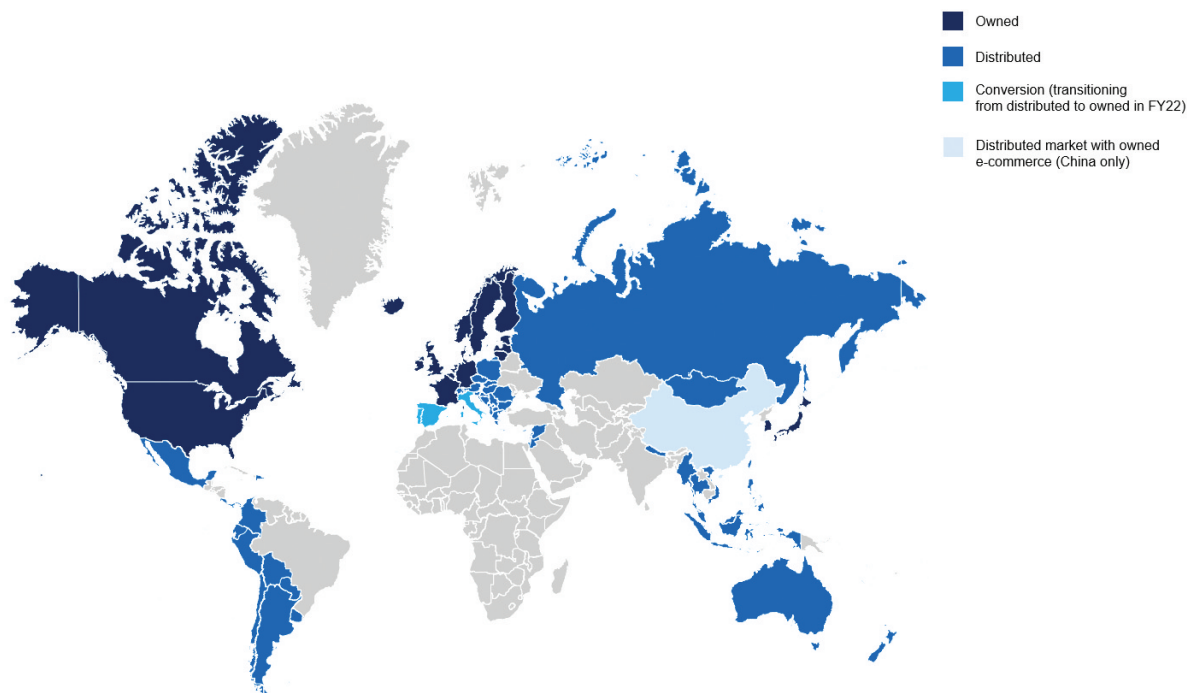 Owned
Distributed
Conversion (transitioning
from distributed to owned in FY22)
Distributed market with owned
e-commerce (China only)